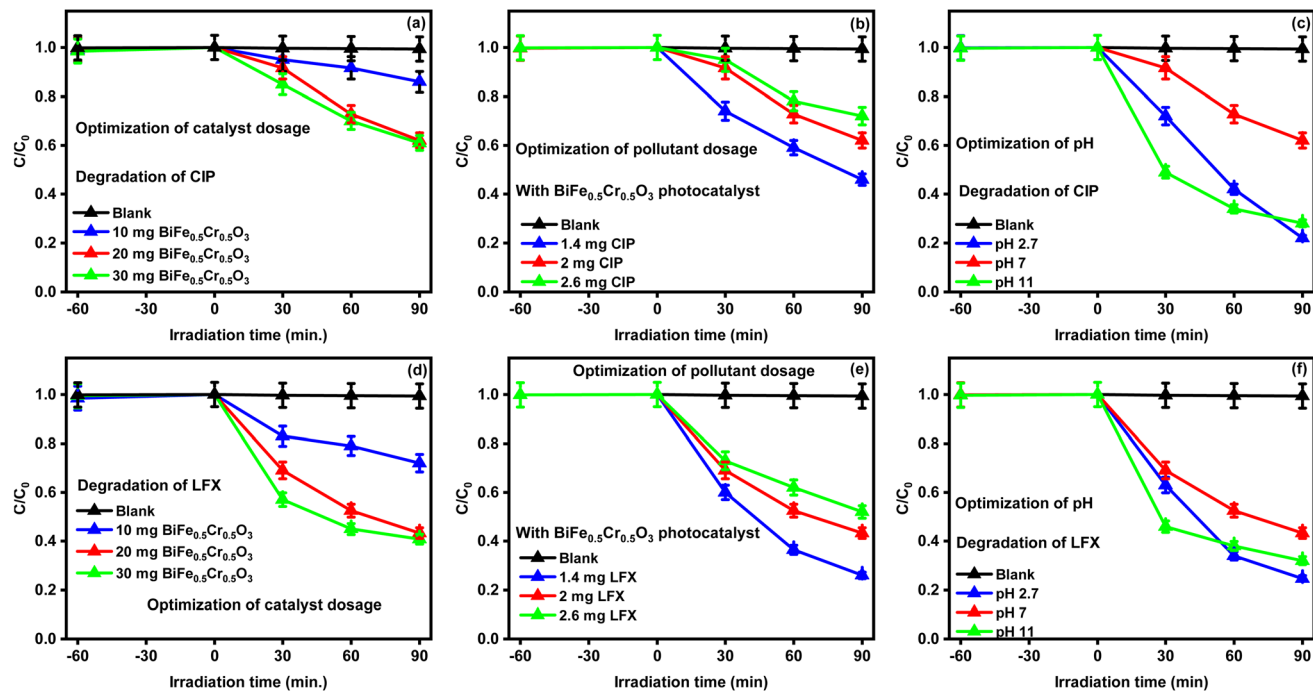 (a)
C/C₀
1.0
0.8
0.6
0.4
0.2
0.0
Optimization of catalyst dosage
Degradation of CIP
Blank
10 mg BiFe₀.₅Cr₀.₅O₃
20 mg BiFe₀.₅Cr₀.₅O₃
30 mg BiFe₀.₅Cr₀.₅O₃
-60 -30 0 30 60 90
Irradiation time (min.)
(b)
C/C₀
1.0
0.8
0.6
0.4
0.2
0.0
Optimization of pollutant dosage
With BiFe₀.₅Cr₀.₅O₃ photocatalyst
Blank
1.4 mg CIP
2 mg CIP
2.6 mg CIP
-60 -30 0 30 60 90
Irradiation time (min.)
(c)
C/C₀
1.0
0.8
0.6
0.4
0.2
0.0
Optimization of pH
Degradation of CIP
Blank
pH 2.7
pH 7
pH 11
-60 -30 0 30 60 90
Irradiation time (min.)
(d)
C/C₀
1.0
0.8
0.6
0.4
0.2
0.0
Degradation of LFX
Blank
10 mg BiFe₀.₅Cr₀.₅O₃
20 mg BiFe₀.₅Cr₀.₅O₃
30 mg BiFe₀.₅Cr₀.₅O₃
Optimization of catalyst dosage
-60 -30 0 30 60 90
Irradiation time (min.)
Optimization of pollutant dosage
(e)
C/C₀
1.0
0.8
0.6
0.4
0.2
0.0
With BiFe₀.₅Cr₀.₅O₃ photocatalyst
Blank
1.4 mg LFX
2 mg LFX
2.6 mg LFX
-60 -30 0 30 60 90
Irradiation time (min.)
(f)
C/C₀
1.0
0.8
0.6
0.4
0.2
0.0
Optimization of pH
Degradation of LFX
Blank
pH 2.7
pH 7
pH 11
-60 -30 0 30 60 90
Irradiation time (min.)